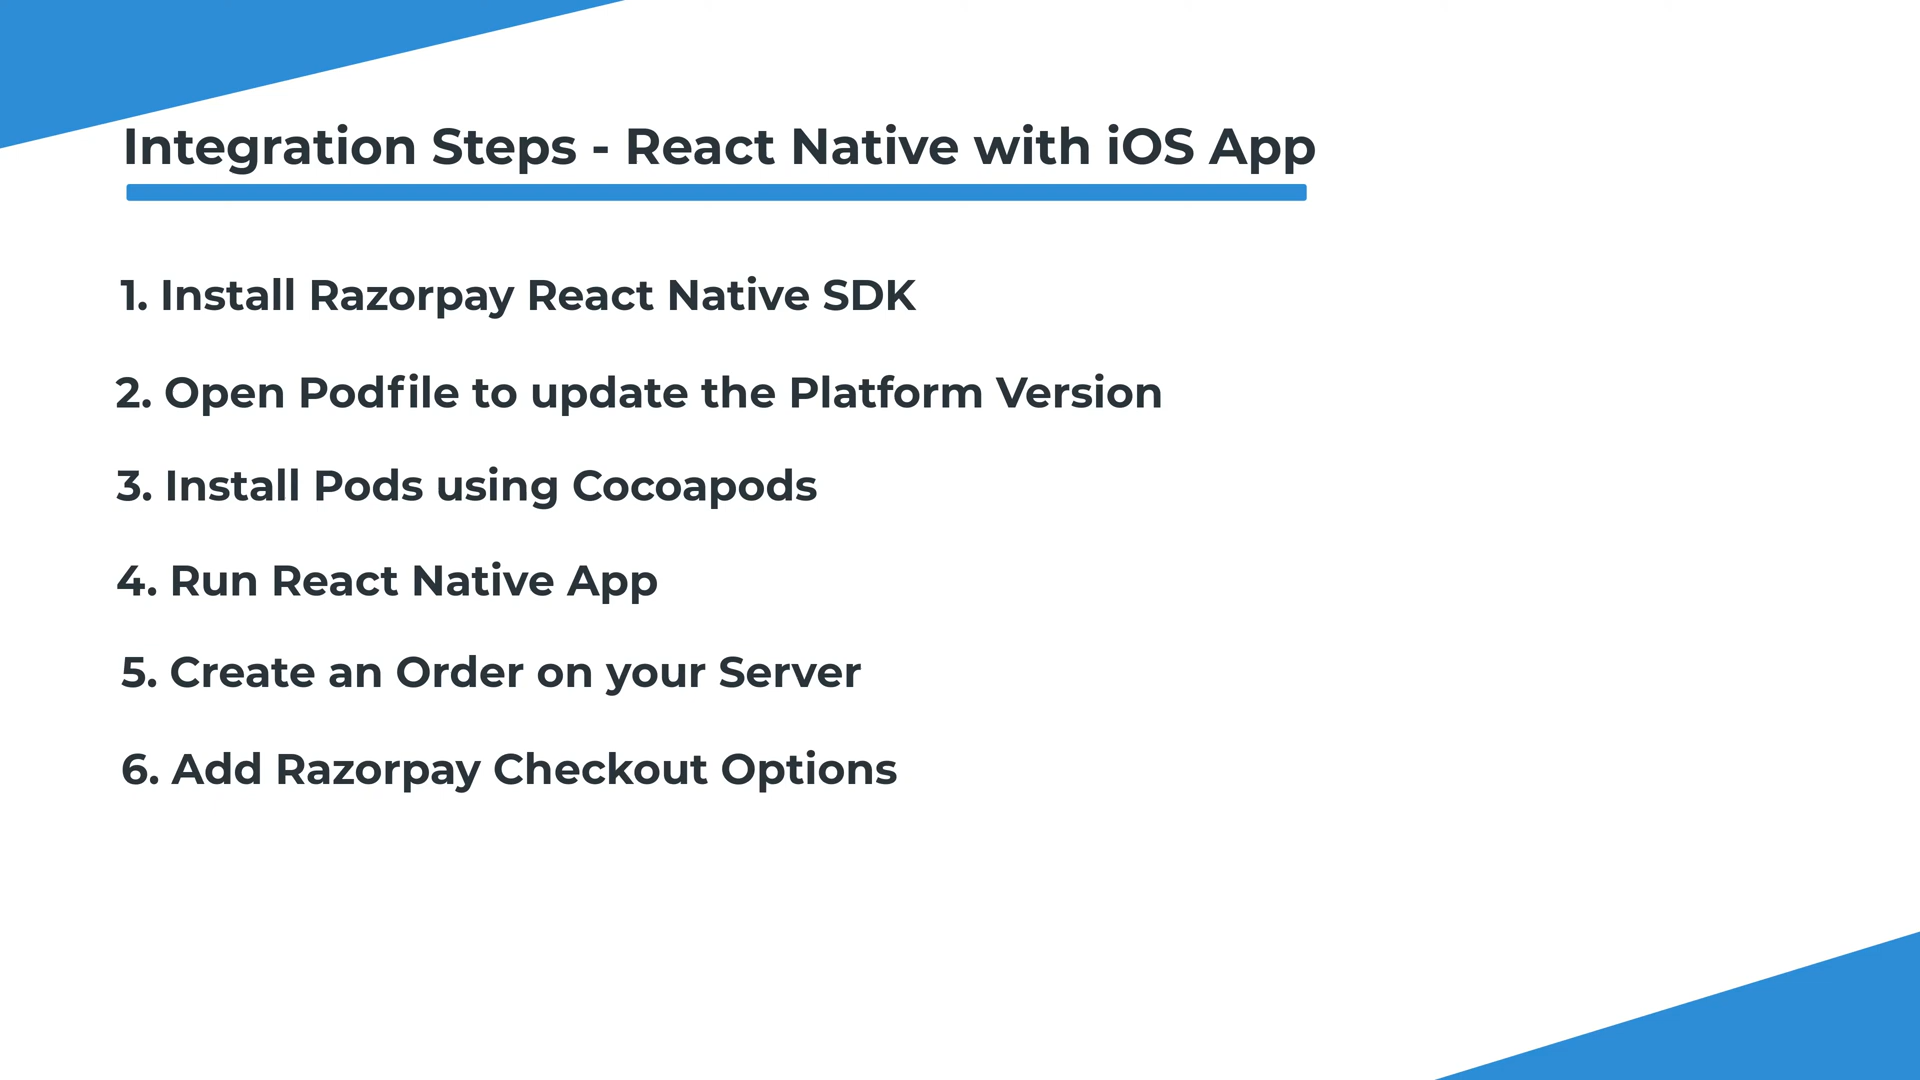 Integration Steps - React Native with iOS App
1. Install Razorpay React Native SDK
2. Open Podfile to update the Platform Version
3. Install Pods using Cocoapods
4. Run React Native App
5. Create an Order on your Server
6. Add Razorpay Checkout Options